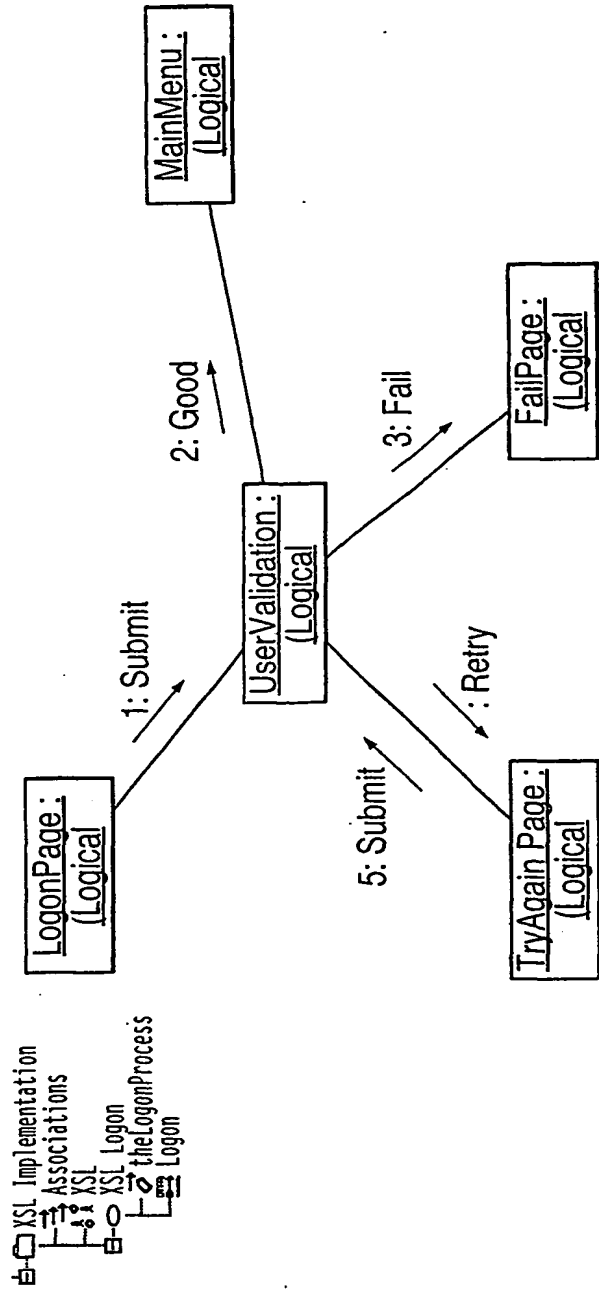 XSL Implementation
Associations
XSL
XSL Logon
theLogonProcess
Logon
LogonPage :
(Logical
1: Submit
2: Good
MainMenu :
(Logical
UserValidation :
(Logical
5: Submit
: Retry
3: Fail
TryAgain Page :
(Logical
FailPage :
(Logical